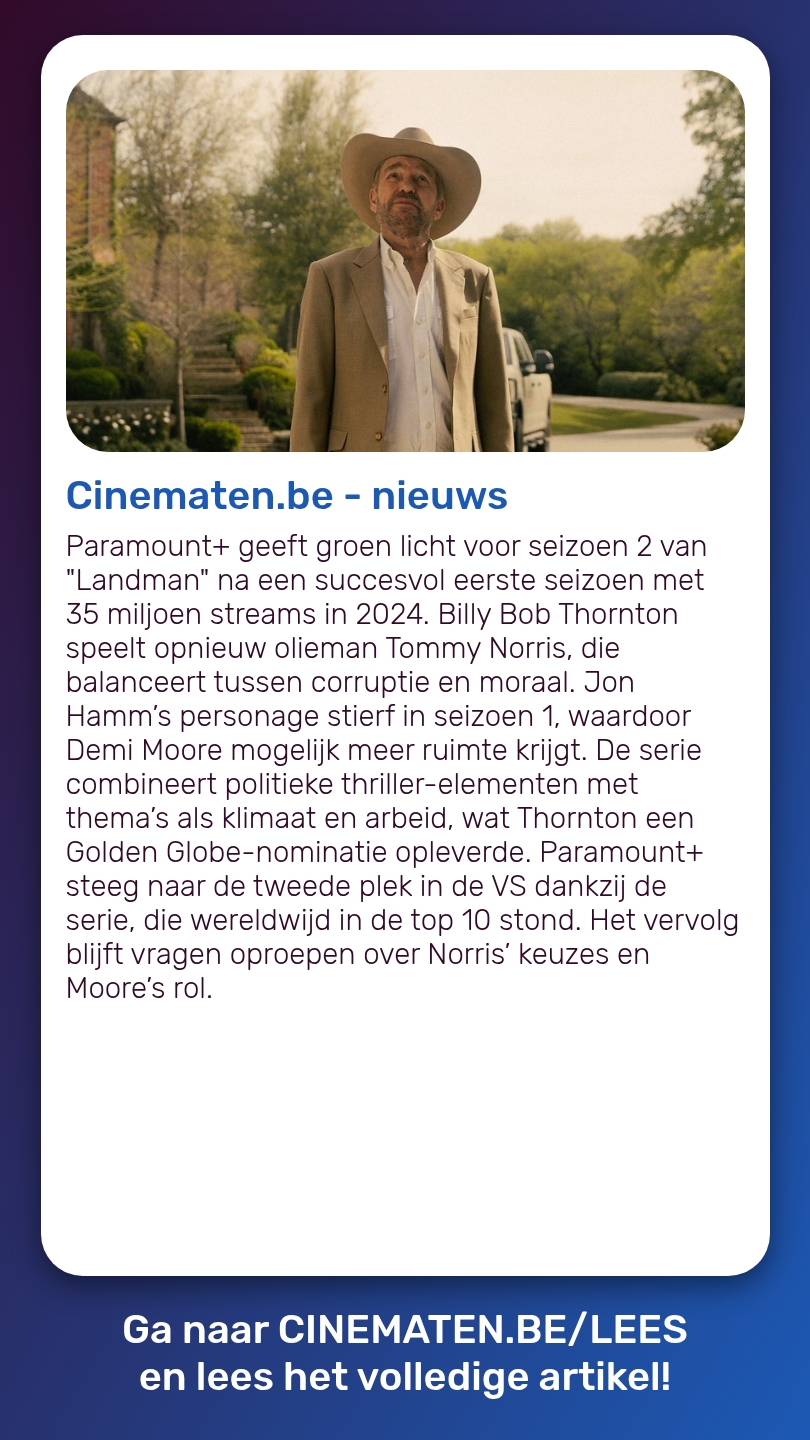 Cinematen.be - nieuws
Paramount+ geeft groen licht voor seizoen 2 van
"Landman" na een succesvol eerste seizoen met
35 miljoen streams in 2024. Billy Bob Thornton
speelt opnieuw olieman Tommy Norris, die
balanceert tussen corruptie en moraal. Jon
Hamm’s personage stierf in seizoen 1, waardoor
Demi Moore mogelijk meer ruimte krijgt. De serie
combineert politieke thriller-elementen met
thema’s als klimaat en arbeid, wat Thornton een
Golden Globe-nominatie opleverde. Paramount+
steeg naar de tweede plek in de VS dankzij de
serie, die wereldwijd in de top 10 stond. Het vervolg
blijft vragen oproepen over Norris’ keuzes en
Moore’s rol.
Ga naar CINEMATEN.BE/LEES
en lees het volledige artikel!